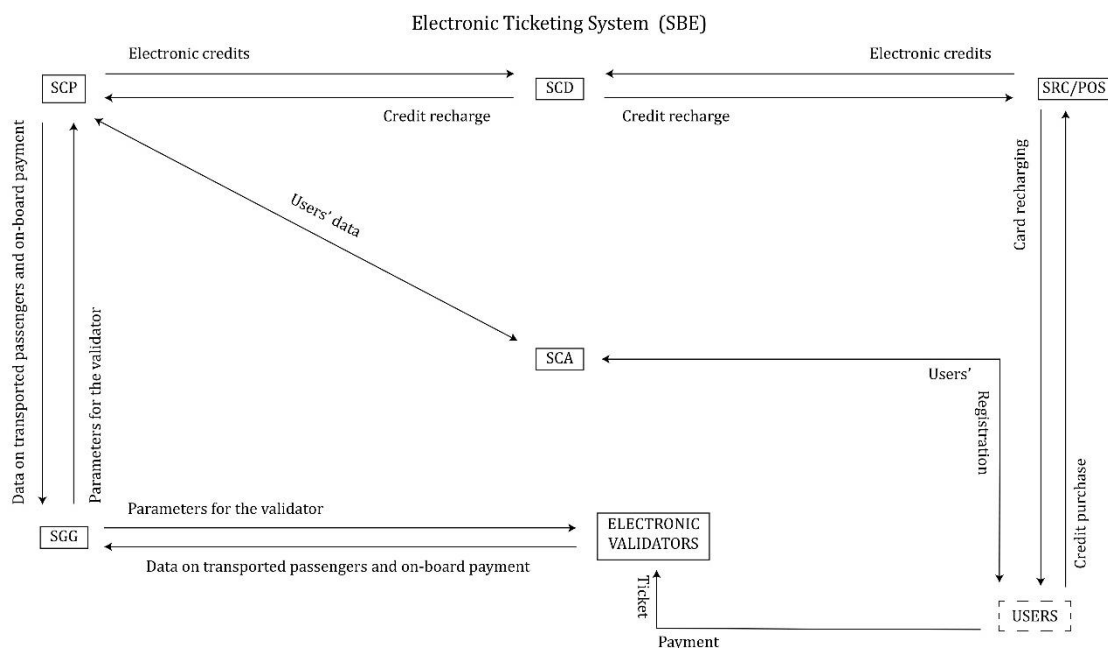 Electronic Ticketing System (SBE)
Electronic credits
Electronic credits
SCP
SCD
SRC/POS
Credit recharge
Credit recharge
Data on transported passengers and on-board payment
Parameters for the validator
Users' data
Card recharging
SCA
Users'
Registration
Credit purchase
Parameters for the validator
SGG
ELECTRONIC
VALIDATORS
Data on transported passengers and on-board payment
Ticket
USERS
Payment